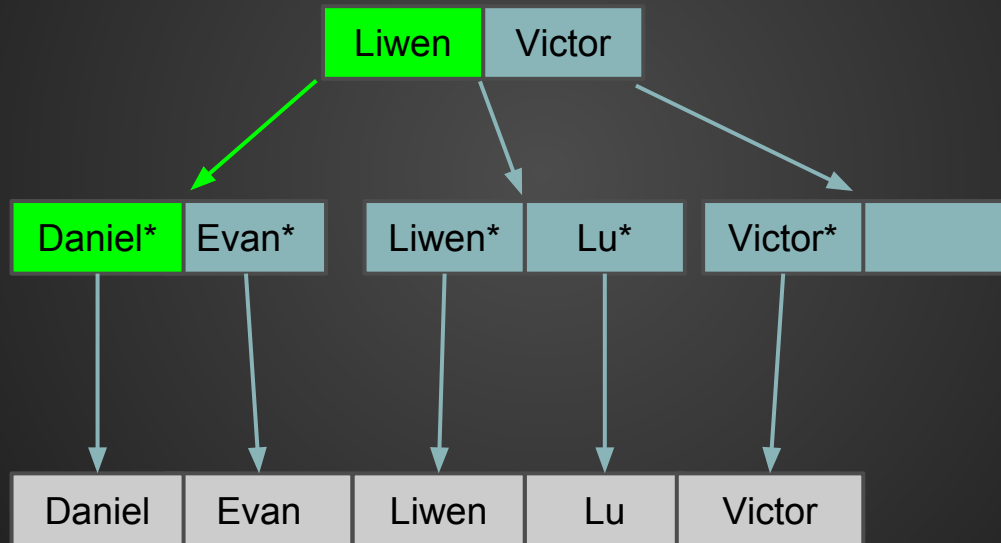 Liwen Victor
Daniel* Evan* Liwen* Lu* Victor*
Daniel Evan Liwen Lu Victor